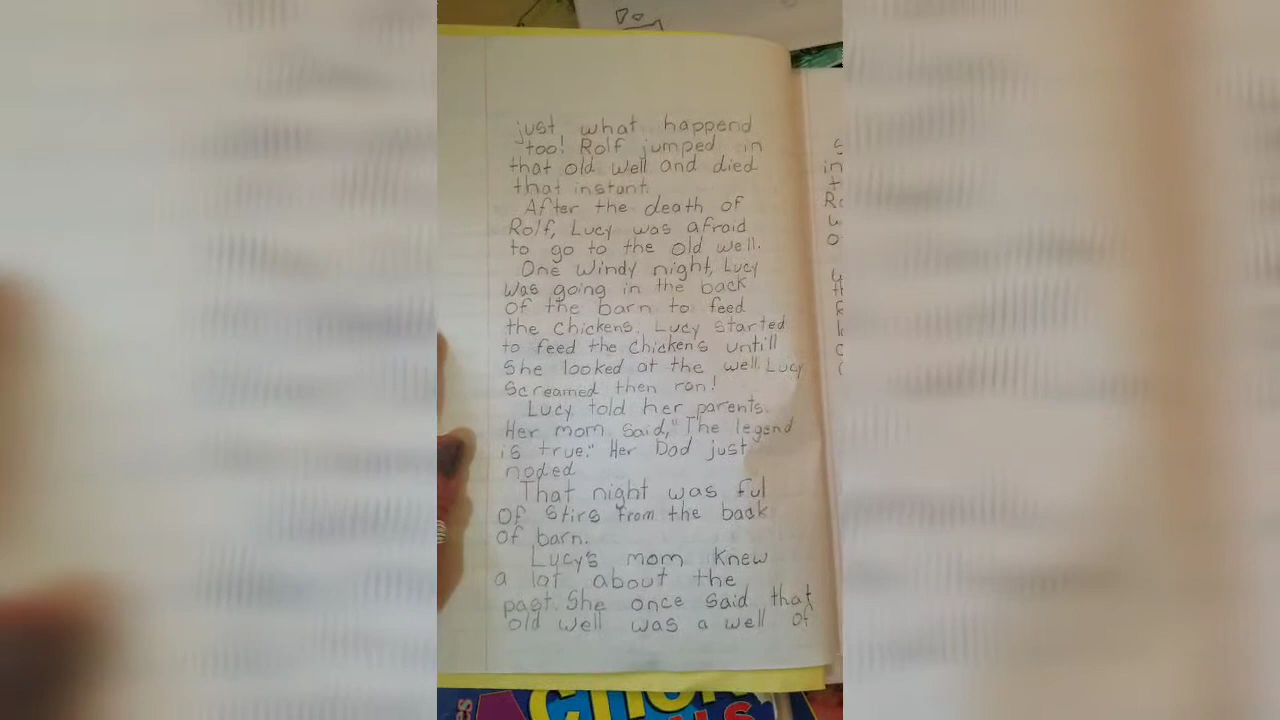 just what happend
too! Rolf jumped in
that old well and died
that instant.
After the death of
Rolf, Lucy was afraid
to go to the old well.
One windy night, Lucy
was going in the back
of the barn to feed
the chickens. Lucy started
to feed the chickens untill
she looked at the well. Lucy
screamed then ran!
Lucy told her parents.
Her mom said, "The legend
is true." Her Dad just
noded
That night was ful
of stirs from the back
of barn.
Lucy's mom knew
a lot about the
past. She once said that
old well was a well of